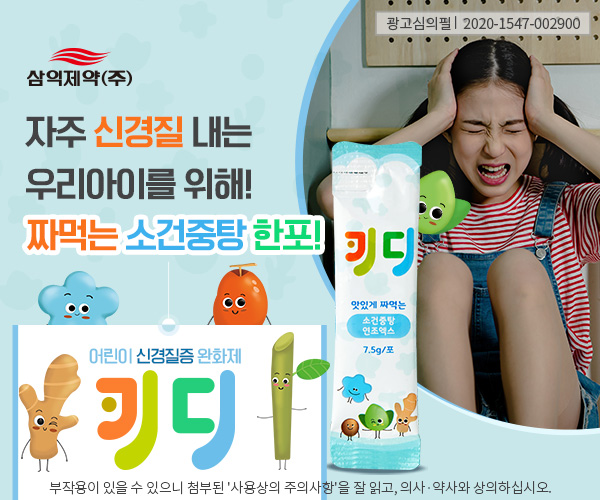 광고심의필 | 2020-1547-002900
삼익제약(주)
자주 신경질 내는
우리아이를 위해!
짜먹는 소건중탕 한포!
키디
맛있게 짜먹는
소건중탕
연조엑스
7.5g/포
어린이 신경질증 완화제
키디
부작용이 있을 수 있으니 첨부된 '사용상의 주의사항'을 잘 읽고, 의사·약사와 상의하십시오.